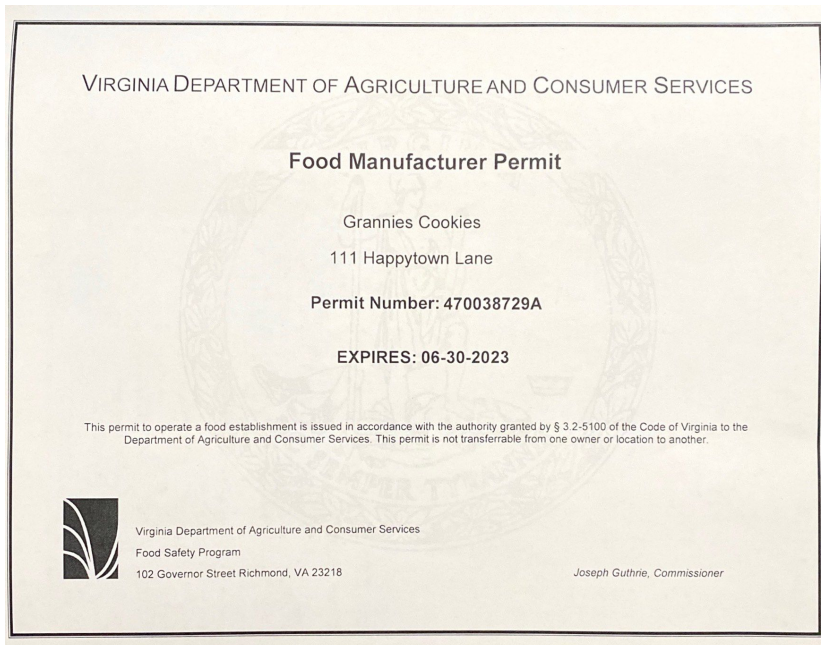 VIRGINIA DEPARTMENT OF AGRICULTURE AND CONSUMER SERVICES
Food Manufacturer Permit
Grannies Cookies
111 Happytown Lane
Permit Number: 470038729A
EXPIRES: 06-30-2023
This permit to operate a food establishment is issued in accordance with the authority granted by § 3.2-5100 of the Code of Virginia to the
Department of Agriculture and Consumer Services. This permit is not transferrable from one owner or location to another.
Virginia Department of Agriculture and Consumer Services
Food Safety Program
102 Governor Street Richmond, VA 23218
Joseph Guthrie, Commissioner